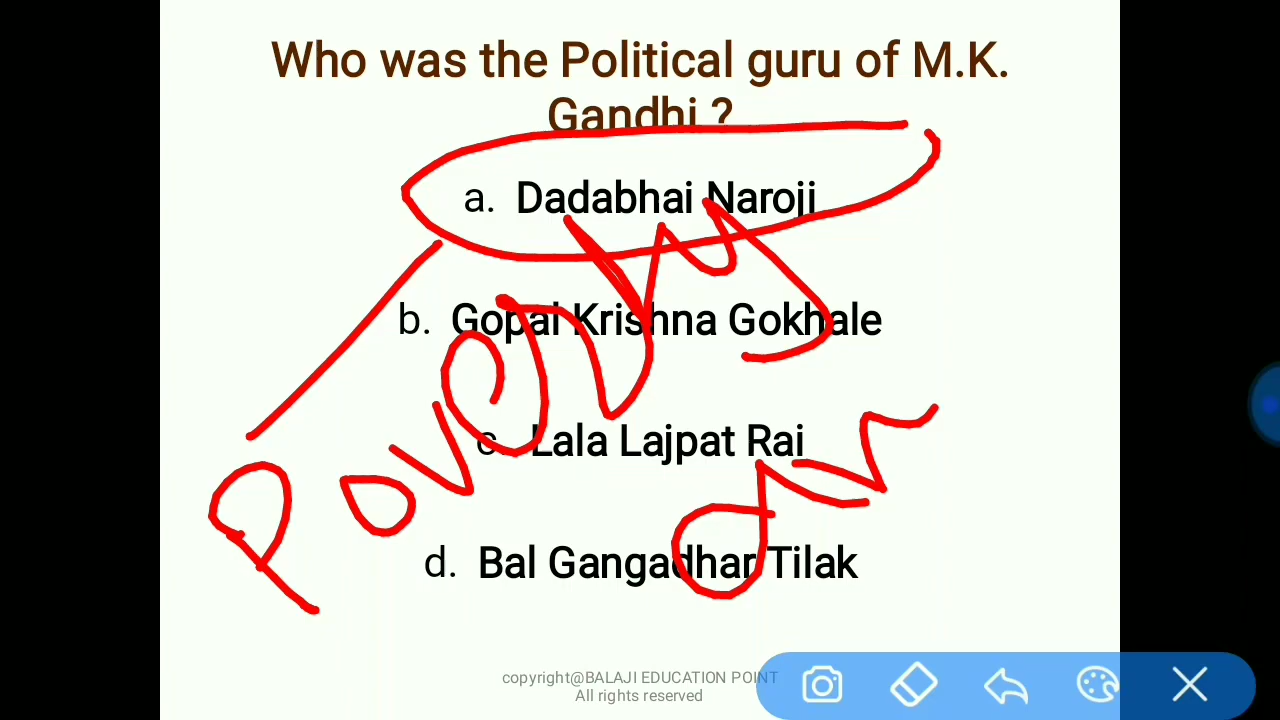 Who was the Political guru of M.K.
Gandhi ?
a. Dadabhai Naroji
b. Gopal Krishna Gokhale
c. Lala Lajpat Rai
d. Bal Gangadhar Tilak
Poverty
copyright@BALAJI EDUCATION POINT
All rights reserved